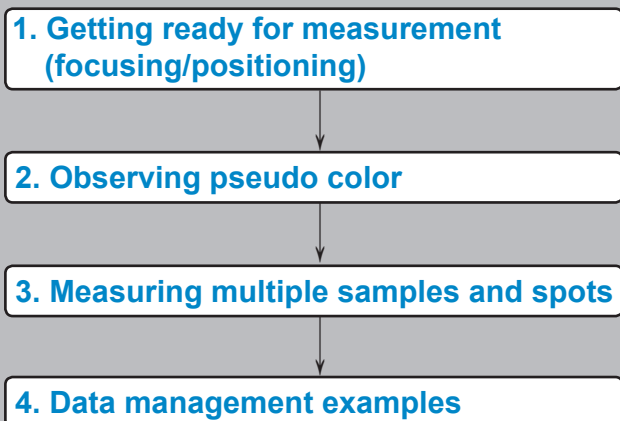 1. Getting ready for measurement
(focusing/positioning)
2. Observing pseudo color
3. Measuring multiple samples and spots
4. Data management examples